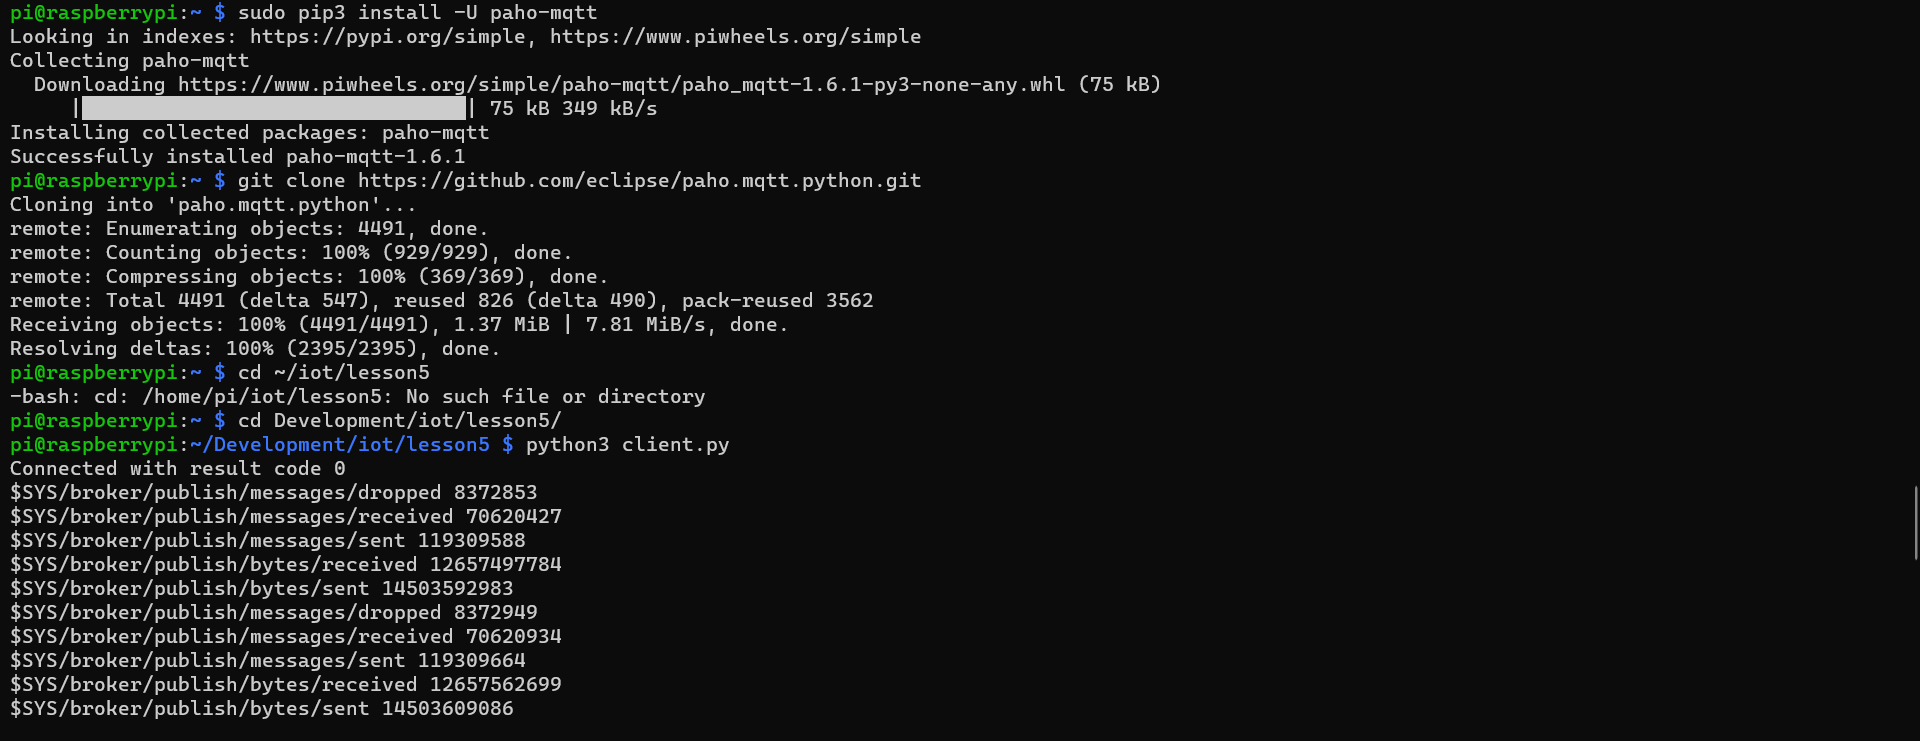 pi@raspberrypi:~ $ sudo pip3 install -U paho-mqtt
Looking in indexes: https://pypi.org/simple, https://www.piwheels.org/simple
Collecting paho-mqtt
  Downloading https://www.piwheels.org/simple/paho-mqtt/paho_mqtt-1.6.1-py3-none-any.whl (75 kB)
     |████████████████████████████████| 75 kB 349 kB/s
Installing collected packages: paho-mqtt
Successfully installed paho-mqtt-1.6.1
pi@raspberrypi:~ $ git clone https://github.com/eclipse/paho.mqtt.python.git
Cloning into 'paho.mqtt.python'...
remote: Enumerating objects: 4491, done.
remote: Counting objects: 100% (929/929), done.
remote: Compressing objects: 100% (369/369), done.
remote: Total 4491 (delta 547), reused 826 (delta 490), pack-reused 3562
Receiving objects: 100% (4491/4491), 1.37 MiB | 7.81 MiB/s, done.
Resolving deltas: 100% (2395/2395), done.
pi@raspberrypi:~ $ cd ~/iot/lesson5
-bash: cd: /home/pi/iot/lesson5: No such file or directory
pi@raspberrypi:~ $ cd Development/iot/lesson5/
pi@raspberrypi:~/Development/iot/lesson5 $ python3 client.py
Connected with result code 0
$SYS/broker/publish/messages/dropped 8372853
$SYS/broker/publish/messages/received 70620427
$SYS/broker/publish/messages/sent 119309588
$SYS/broker/publish/bytes/received 12657497784
$SYS/broker/publish/bytes/sent 14503592983
$SYS/broker/publish/messages/dropped 8372949
$SYS/broker/publish/messages/received 70620934
$SYS/broker/publish/messages/sent 119309664
$SYS/broker/publish/bytes/received 12657562699
$SYS/broker/publish/bytes/sent 14503609086